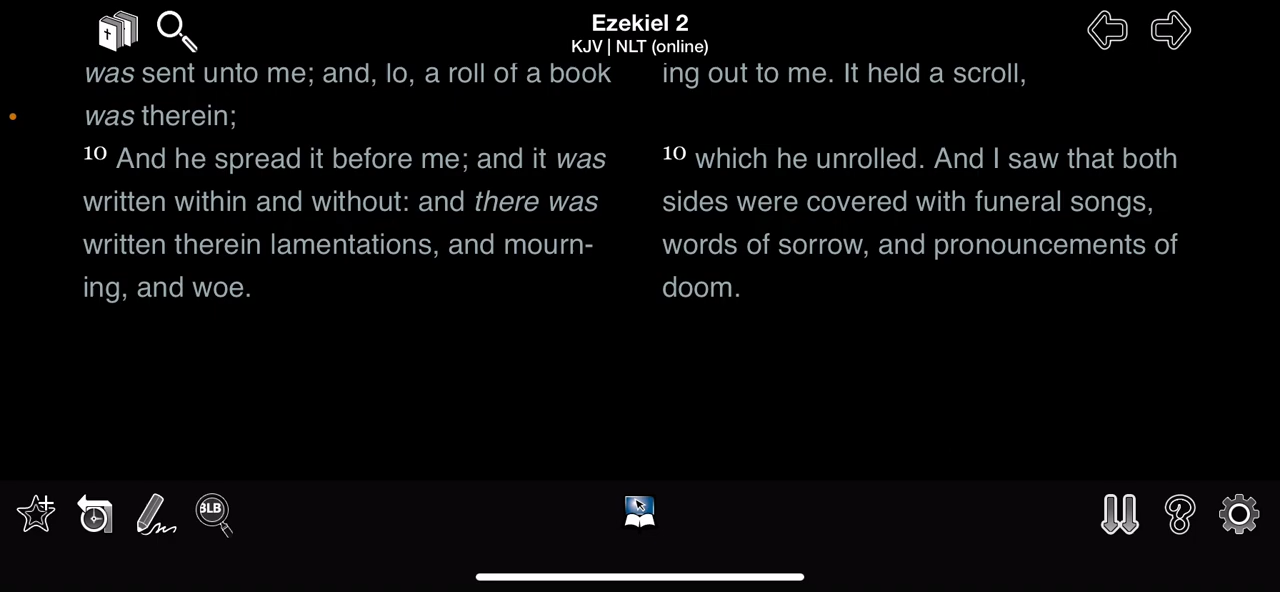 Ezekiel 2
KJV | NLT (online)
was sent unto me; and, lo, a roll of a book
was therein;
10 And he spread it before me; and it was
written within and without: and there was
written therein lamentations, and mourn-
ing, and woe.
ing out to me. It held a scroll,
10 which he unrolled. And I saw that both
sides were covered with funeral songs,
words of sorrow, and pronouncements of
doom.
BLB